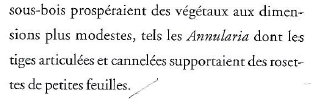 sous-bois prospéraient des végétaux aux dimen-
sions plus modestes, tels les Annularia dont les
tiges articulées et cannelées supportaient des roset-
tes de petites feuilles.